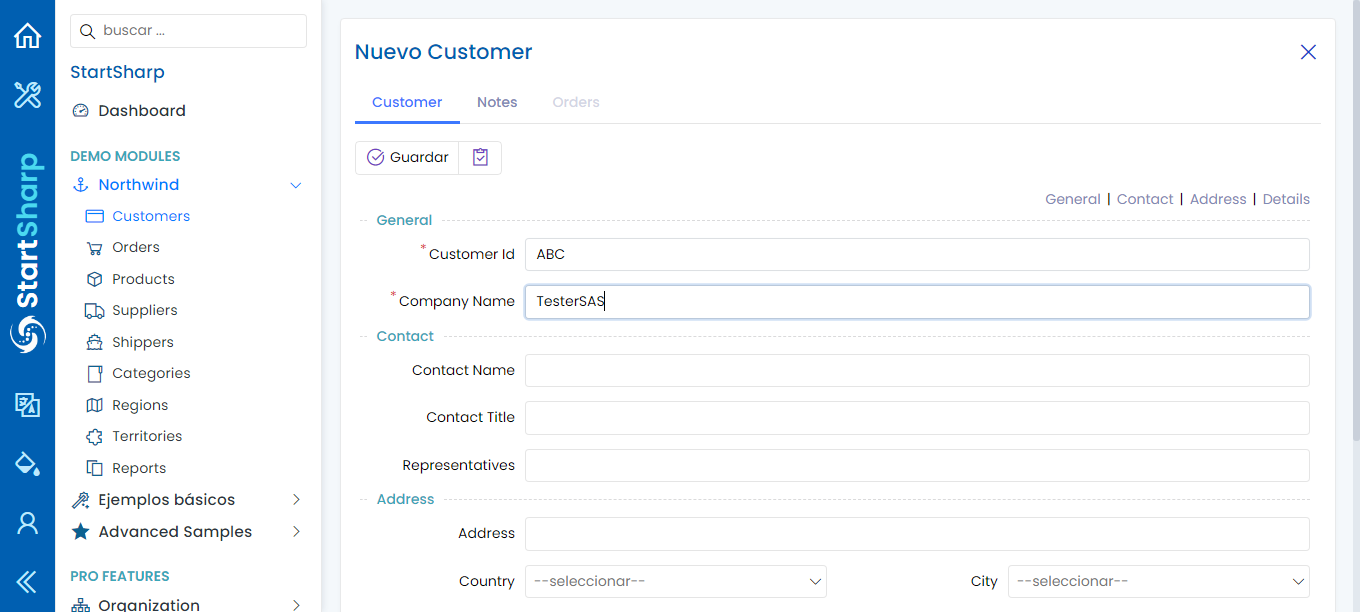 StartSharp
buscar ...
StartSharp
Dashboard
DEMO MODULES
Northwind
Customers
Orders
Products
Suppliers
Shippers
Categories
Regions
Territories
Reports
Ejemplos básicos
Advanced Samples
PRO FEATURES
Organization
Nuevo Customer
Customer Notes Orders
Guardar
General | Contact | Address | Details
General
* Customer Id ABC
* Company Name TesterSAS
Contact
Contact Name
Contact Title
Representatives
Address
Address
Country --seleccionar-- City --seleccionar--